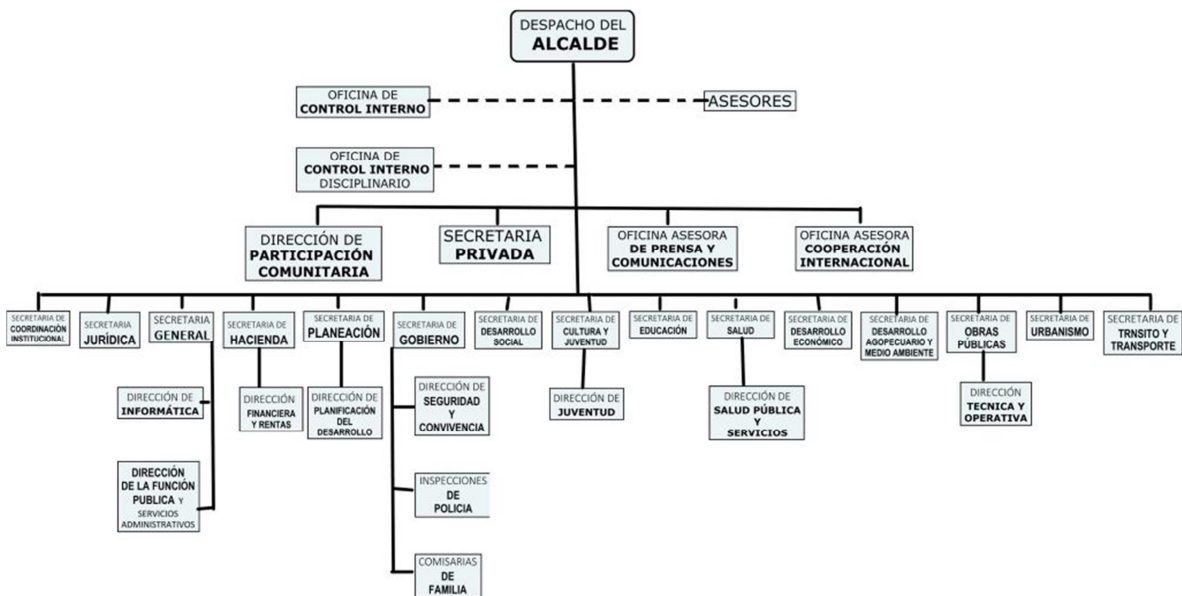 DESPACHO DEL
ALCALDE
OFICINA DE
CONTROL INTERNO
ASESORES
OFICINA DE
CONTROL INTERNO
DISCIPLINARIO
DIRECCIÓN DE
PARTICIPACIÓN
COMUNITARIA
SECRETARIA
PRIVADA
OFICINA ASESORA
DE PRENSA Y
COMUNICACIONES
OFICINA ASESORA
COOPERACIÓN
INTERNACIONAL
SECRETARIA DE
COORDINACIÓN
INSTITUCIONAL
SECRETARIA
JURÍDICA
SECRETARIA
GENERAL
SECRETARIA DE
HACIENDA
SECRETARIA DE
PLANEACIÓN
SECRETARIA DE
GOBIERNO
SECRETARIA DE
DESARROLLO
SOCIAL
SECRETARIA DE
CULTURA Y
JUVENTUD
SECRETARIA DE
EDUCACIÓN
SECRETARIA DE
SALUD
SECRETARIA DE
DESARROLLO
ECONÓMICO
SECRETARIA DE
DESARROLLO
AGOPECUARIO Y
MEDIO AMBIENTE
SECRETARIA DE
OBRAS
PÚBLICAS
SECRETARIA DE
URBANISMO
SECRETARIA DE
TRNSITO Y
TRANSPORTE
DIRECCIÓN DE
INFORMÁTICA
DIRECCIÓN
DE LA FUNCIÓN
PUBLICA Y
SERVICIOS
ADMINISTRATIVOS
DIRECCIÓN
FINANCIERA
Y RENTAS
DIRECCIÓN DE
PLANIFICACIÓN
DEL
DESARROLLO
DIRECCIÓN DE
SEGURIDAD
Y
CONVIVENCIA
INSPECCIONES
DE
POLICIA
COMISARIAS
DE
FAMILIA
DIRECCIÓN DE
JUVENTUD
DIRECCIÓN DE
SALUD PÚBLICA
Y
SERVICIOS
DIRECCIÓN
TECNICA Y
OPERATIVA